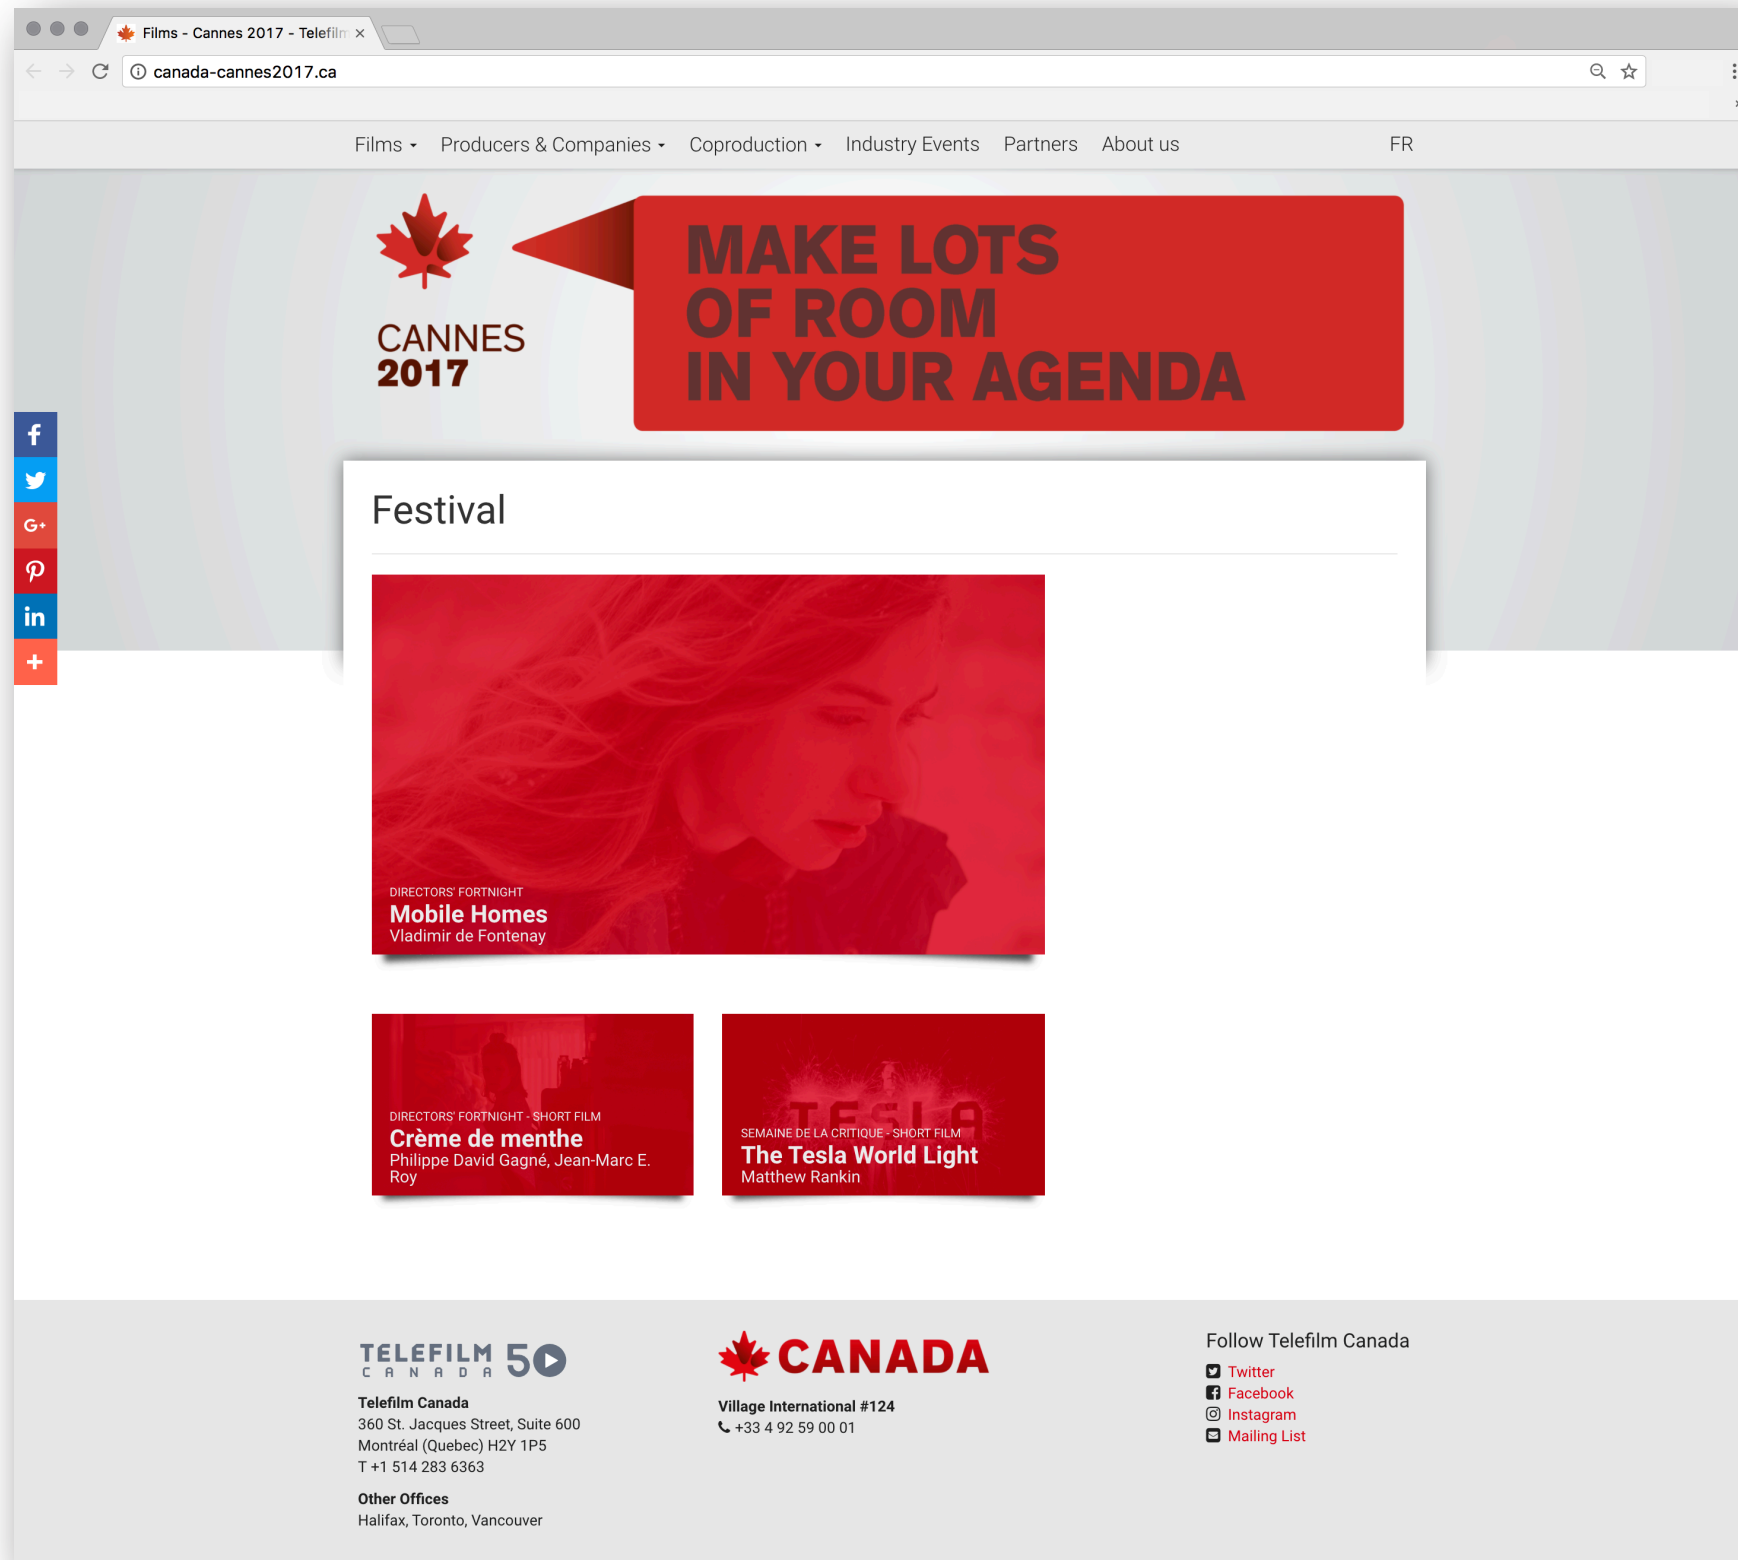 Films - Cannes 2017 - Telefilm
canada-cannes2017.ca
Films Producers & Companies Coproduction Industry Events Partners About us FR
MAKE LOTS
OF ROOM
IN YOUR AGENDA
CANNES
2017
f
G+
in
Festival
DIRECTORS' FORTNIGHT
Mobile Homes
Vladimir de Fontenay
DIRECTORS' FORTNIGHT - SHORT FILM
Crème de menthe
Philippe David Gagné, Jean-Marc E.
Roy
TESLA
SEMAINE DE LA CRITIQUE - SHORT FILM
The Tesla World Light
Matthew Rankin
TELEFILM
CANADA
50
Telefilm Canada
360 St. Jacques Street, Suite 600
Montréal (Quebec) H2Y 1P5
T +1 514 283 6363
Other Offices
Halifax, Toronto, Vancouver
CANADA
Village International #124
+33 4 92 59 00 01
Follow Telefilm Canada
Twitter
Facebook
Instagram
Mailing List